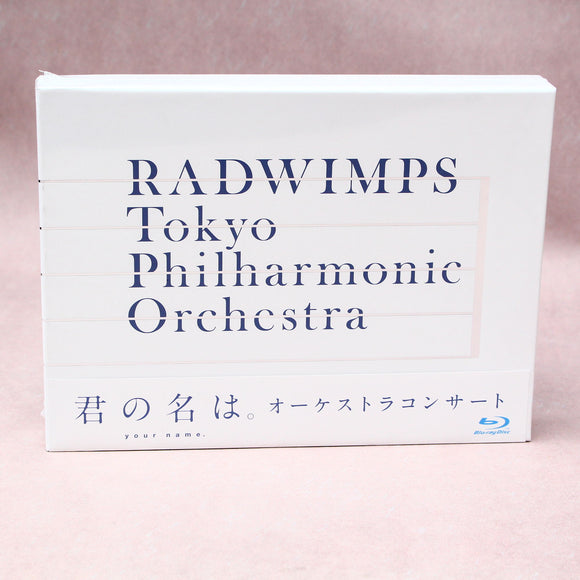 RADWIMPS
Tokyo
Philharmonic
Orchestra
君の名は。オーケストラコンサート
your name.
Blu-ray Disc